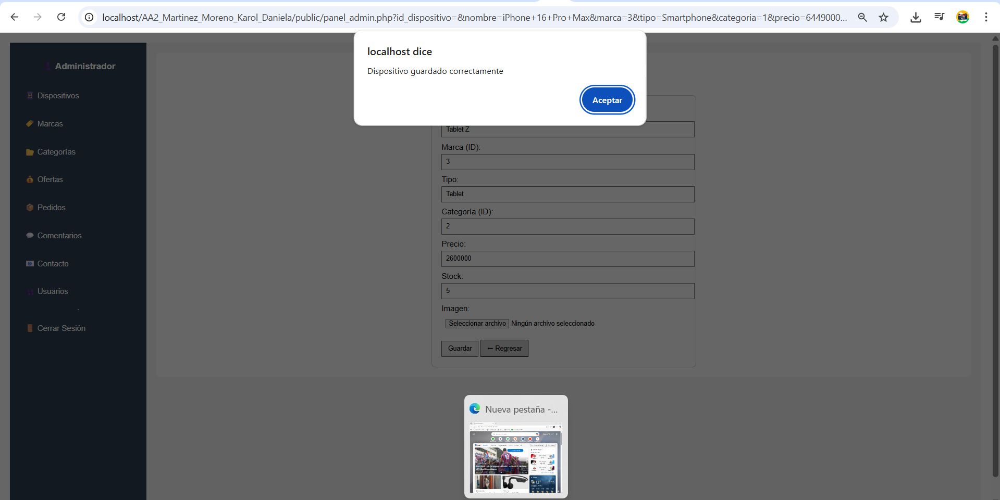 localhost/AA2_Martinez_Moreno_Karol_Daniela/public/panel_admin.php?id_dispositivo=&nombre=iPhone+16+Pro+Max&marca=3&tipo=Smartphone&categoria=1&precio=6449000...
localhost dice
Dispositivo guardado correctamente
Aceptar
Administrador
Dispositivos
Marcas
Categorías
Ofertas
Pedidos
Comentarios
Contacto
Usuarios
Cerrar Sesión
Tablet Z
Marca (ID):
3
Tipo:
Tablet
Categoría (ID):
2
Precio:
2600000
Stock:
5
Imagen:
Seleccionar archivo Ningún archivo seleccionado
Guardar
← Regresar
Nueva pestaña -...
13°